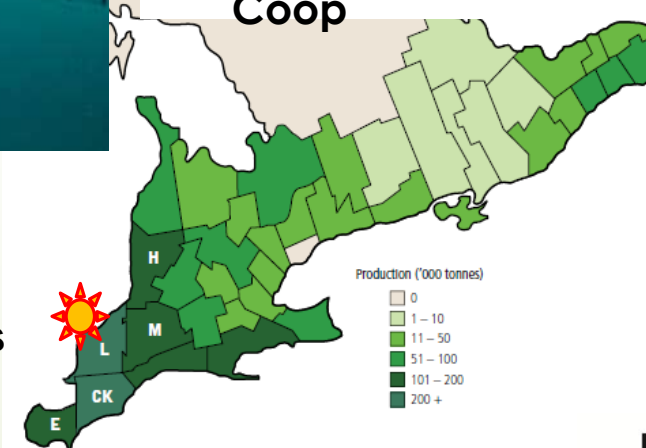 Coop
H
Production ('000 tonnes)
0
1 – 10
M
11 – 50
s
L
51 – 100
101 – 200
CK
200 +
E